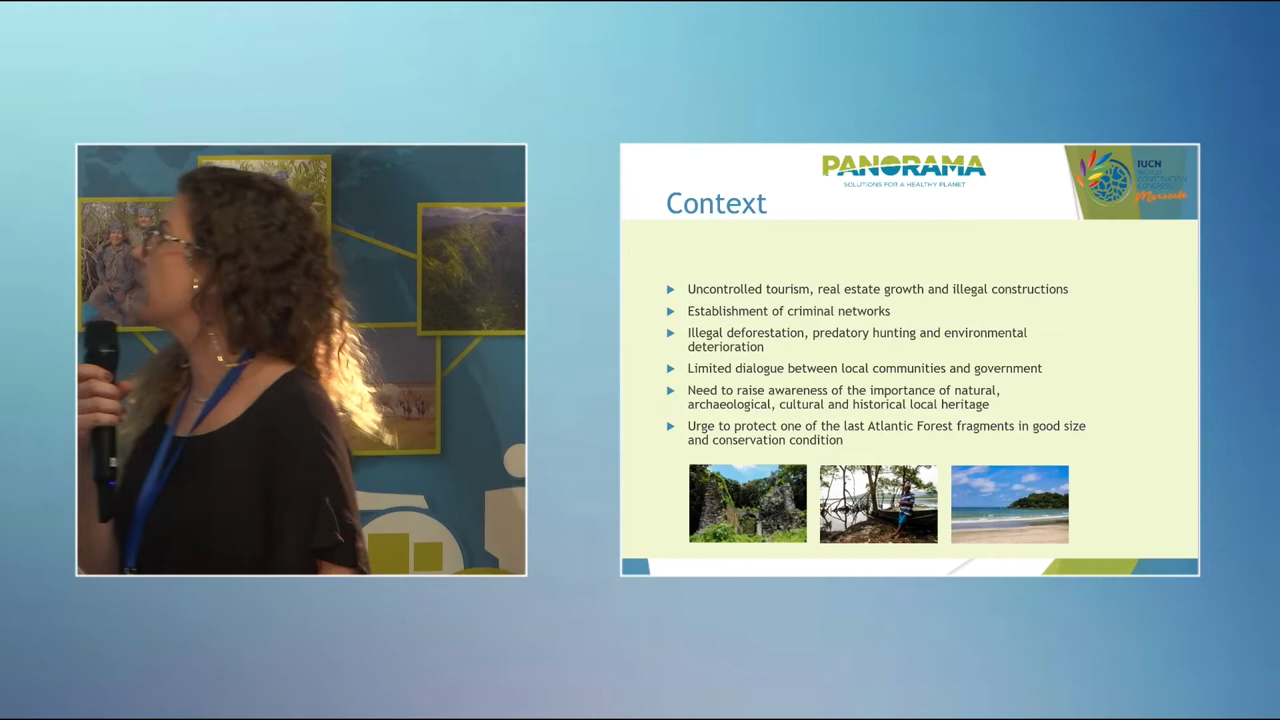 PANORAMA
SOLUTIONS FOR A HEALTHY PLANET
IUCN
WORLD
CONSERVATION
CONGRESS
Marseille
Context
Uncontrolled tourism, real estate growth and illegal constructions
Establishment of criminal networks
Illegal deforestation, predatory hunting and environmental
deterioration
Limited dialogue between local communities and government
Need to raise awareness of the importance of natural,
archaeological, cultural and historical local heritage
Urge to protect one of the last Atlantic Forest fragments in good size
and conservation condition